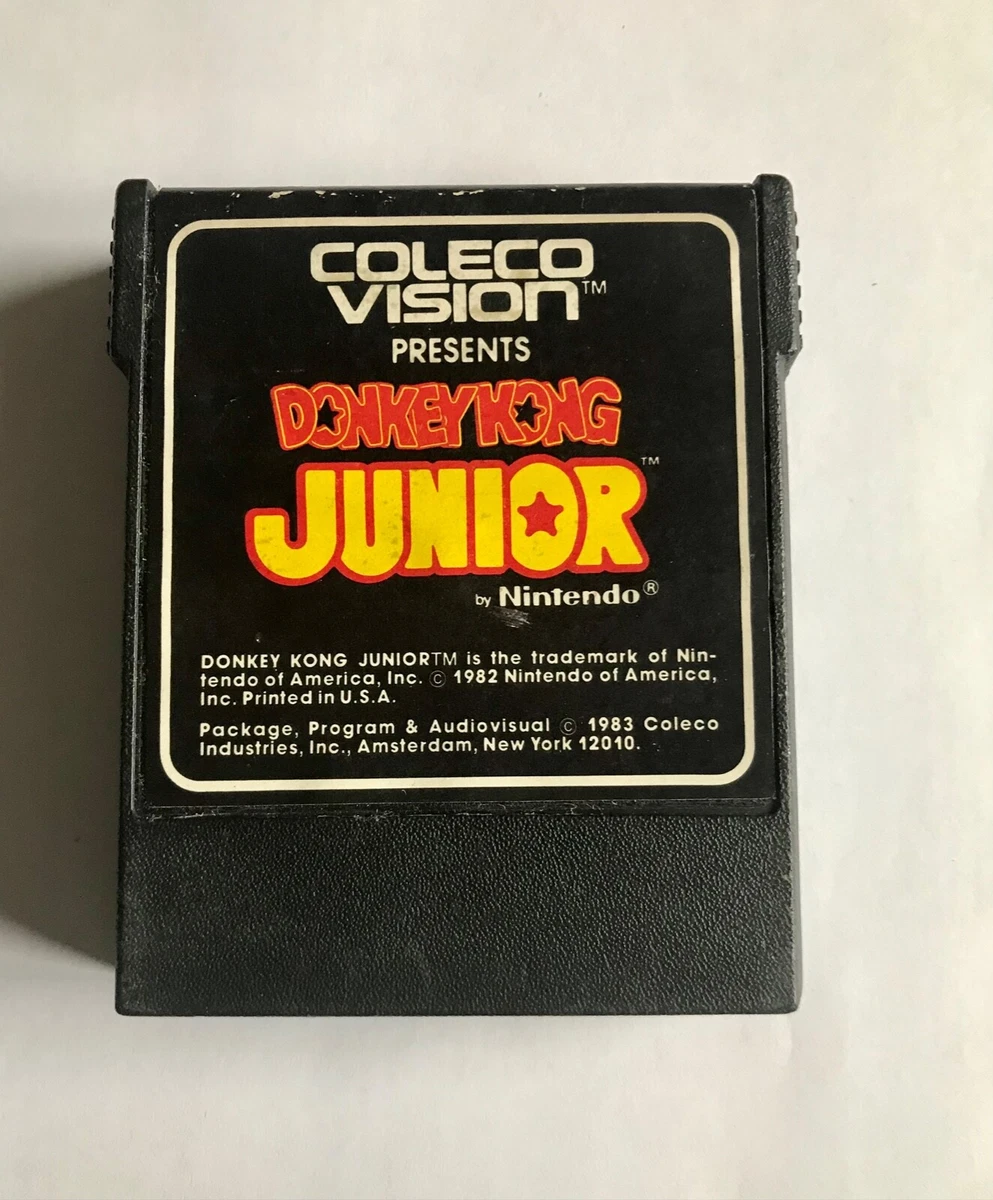 COLECO
VISION™
PRESENTS
DONKEY KONG
JUNIOR™
by Nintendo®
DONKEY KONG JUNIORTM is the trademark of Nin-
tendo of America, Inc. © 1982 Nintendo of America,
Inc. Printed in U.S.A.
Package, Program & Audiovisual © 1983 Coleco
Industries, Inc., Amsterdam, New York 12010.